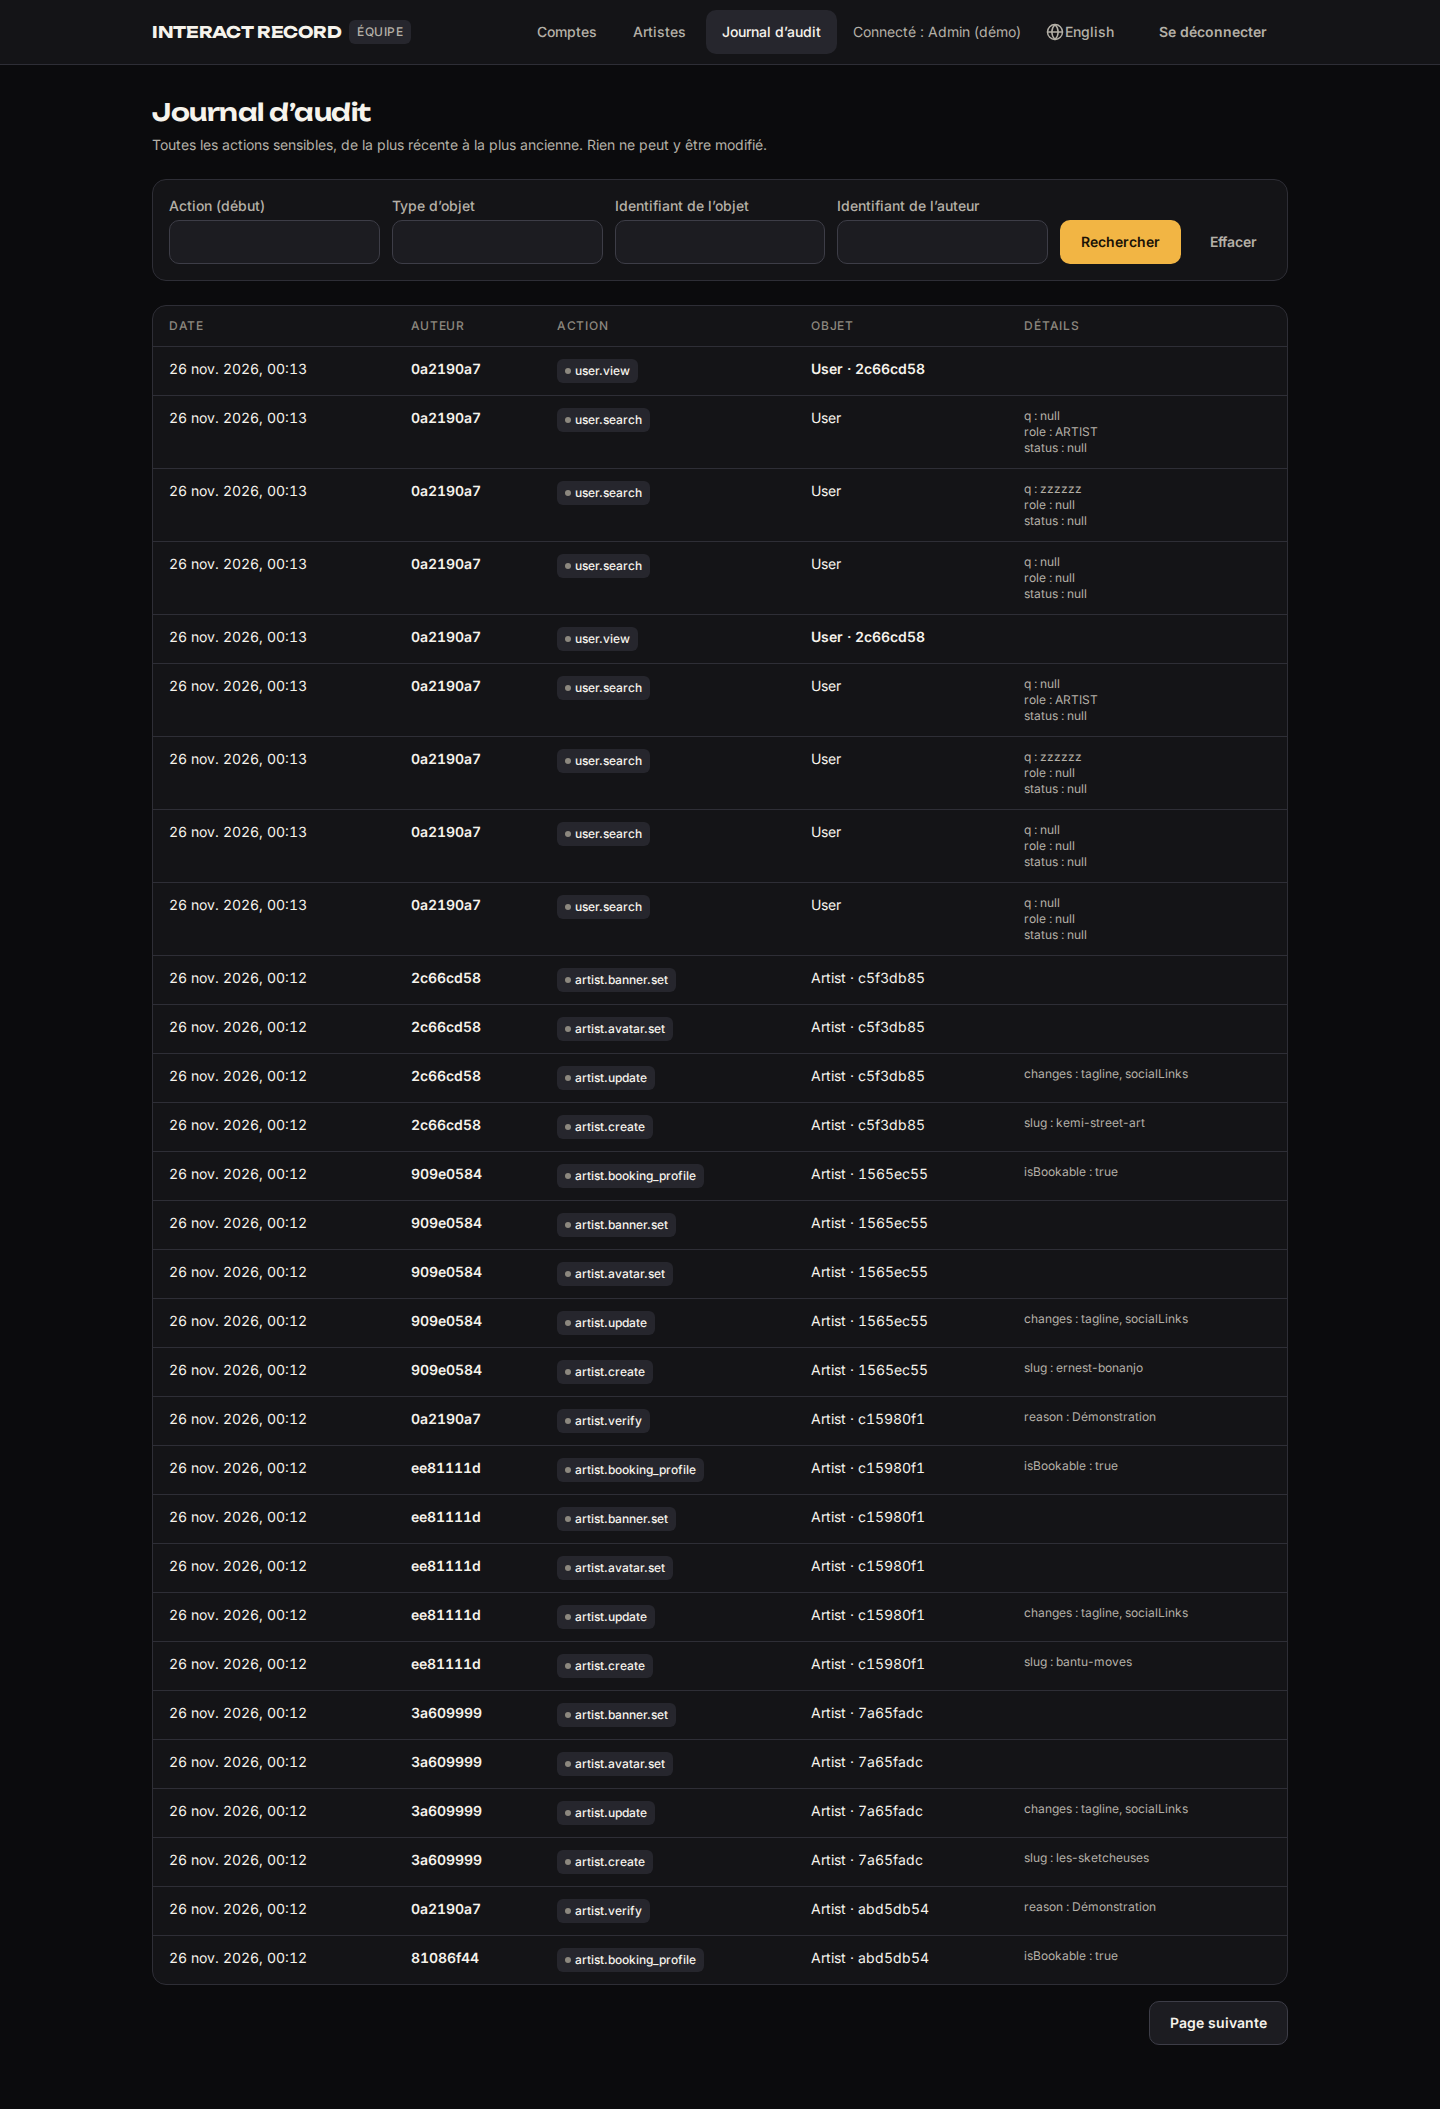 INTERACT RECORD ÉQUIPE Comptes Artistes Journal d’audit Connecté : Admin (démo) English Se déconnecter
Journal d’audit
Toutes les actions sensibles, de la plus récente à la plus ancienne. Rien ne peut y être modifié.
Action (début) Type d’objet Identifiant de l’objet Identifiant de l’auteur
Rechercher Effacer
DATE AUTEUR ACTION OBJET DÉTAILS
26 nov. 2026, 00:13 0a2190a7 user.view User · 2c66cd58
26 nov. 2026, 00:13 0a2190a7 user.search User q : null
role : ARTIST
status : null
26 nov. 2026, 00:13 0a2190a7 user.search User q : zzzzzz
role : null
status : null
26 nov. 2026, 00:13 0a2190a7 user.search User q : null
role : null
status : null
26 nov. 2026, 00:13 0a2190a7 user.view User · 2c66cd58
26 nov. 2026, 00:13 0a2190a7 user.search User q : null
role : ARTIST
status : null
26 nov. 2026, 00:13 0a2190a7 user.search User q : zzzzzz
role : null
status : null
26 nov. 2026, 00:13 0a2190a7 user.search User q : null
role : null
status : null
26 nov. 2026, 00:13 0a2190a7 user.search User q : null
role : null
status : null
26 nov. 2026, 00:12 2c66cd58 artist.banner.set Artist · c5f3db85
26 nov. 2026, 00:12 2c66cd58 artist.avatar.set Artist · c5f3db85
26 nov. 2026, 00:12 2c66cd58 artist.update Artist · c5f3db85 changes : tagline, socialLinks
26 nov. 2026, 00:12 2c66cd58 artist.create Artist · c5f3db85 slug : kemi-street-art
26 nov. 2026, 00:12 909e0584 artist.booking_profile Artist · 1565ec55 isBookable : true
26 nov. 2026, 00:12 909e0584 artist.banner.set Artist · 1565ec55
26 nov. 2026, 00:12 909e0584 artist.avatar.set Artist · 1565ec55
26 nov. 2026, 00:12 909e0584 artist.update Artist · 1565ec55 changes : tagline, socialLinks
26 nov. 2026, 00:12 909e0584 artist.create Artist · 1565ec55 slug : ernest-bonanjo
26 nov. 2026, 00:12 0a2190a7 artist.verify Artist · c15980f1 reason : Démonstration
26 nov. 2026, 00:12 ee81111d artist.booking_profile Artist · c15980f1 isBookable : true
26 nov. 2026, 00:12 ee81111d artist.banner.set Artist · c15980f1
26 nov. 2026, 00:12 ee81111d artist.avatar.set Artist · c15980f1
26 nov. 2026, 00:12 ee81111d artist.update Artist · c15980f1 changes : tagline, socialLinks
26 nov. 2026, 00:12 ee81111d artist.create Artist · c15980f1 slug : bantu-moves
26 nov. 2026, 00:12 3a609999 artist.banner.set Artist · 7a65fadc
26 nov. 2026, 00:12 3a609999 artist.avatar.set Artist · 7a65fadc
26 nov. 2026, 00:12 3a609999 artist.update Artist · 7a65fadc changes : tagline, socialLinks
26 nov. 2026, 00:12 3a609999 artist.create Artist · 7a65fadc slug : les-sketcheuses
26 nov. 2026, 00:12 0a2190a7 artist.verify Artist · abd5db54 reason : Démonstration
26 nov. 2026, 00:12 81086f44 artist.booking_profile Artist · abd5db54 isBookable : true
Page suivante